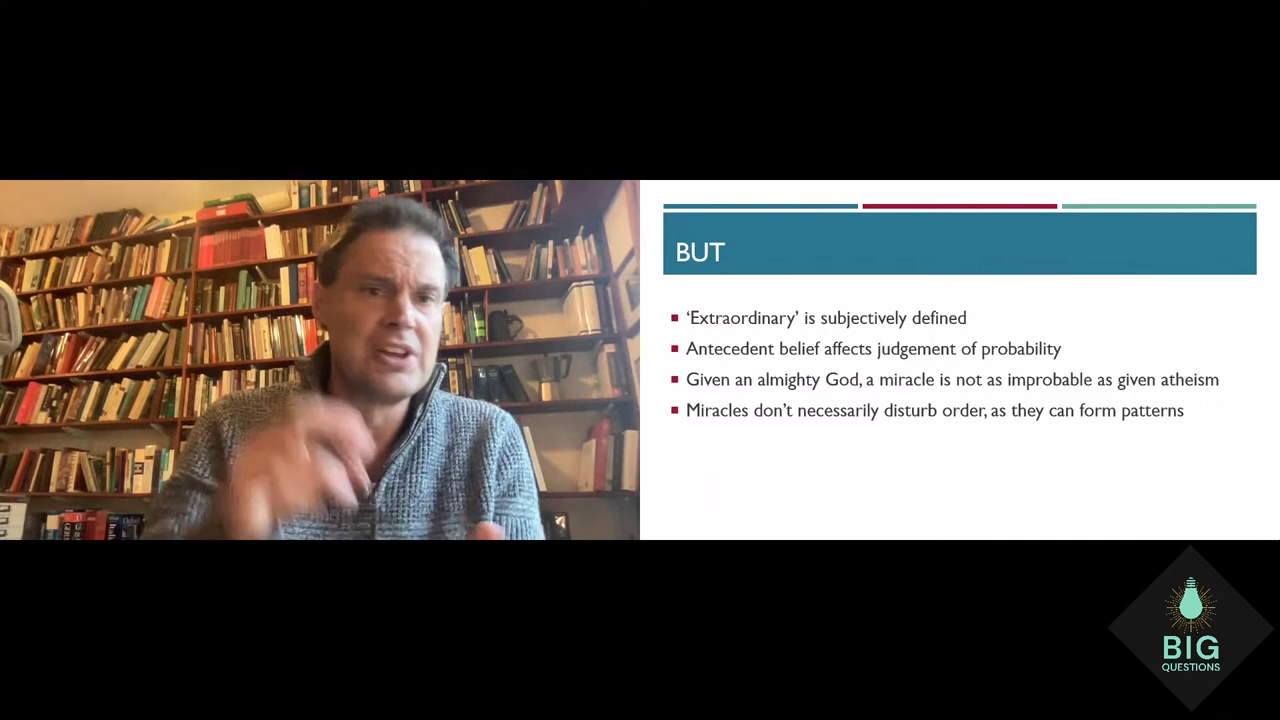 BUT
‘Extraordinary’ is subjectively defined
Antecedent belief affects judgement of probability
Given an almighty God, a miracle is not as improbable as given atheism
Miracles don’t necessarily disturb order, as they can form patterns
BIG
QUESTIONS